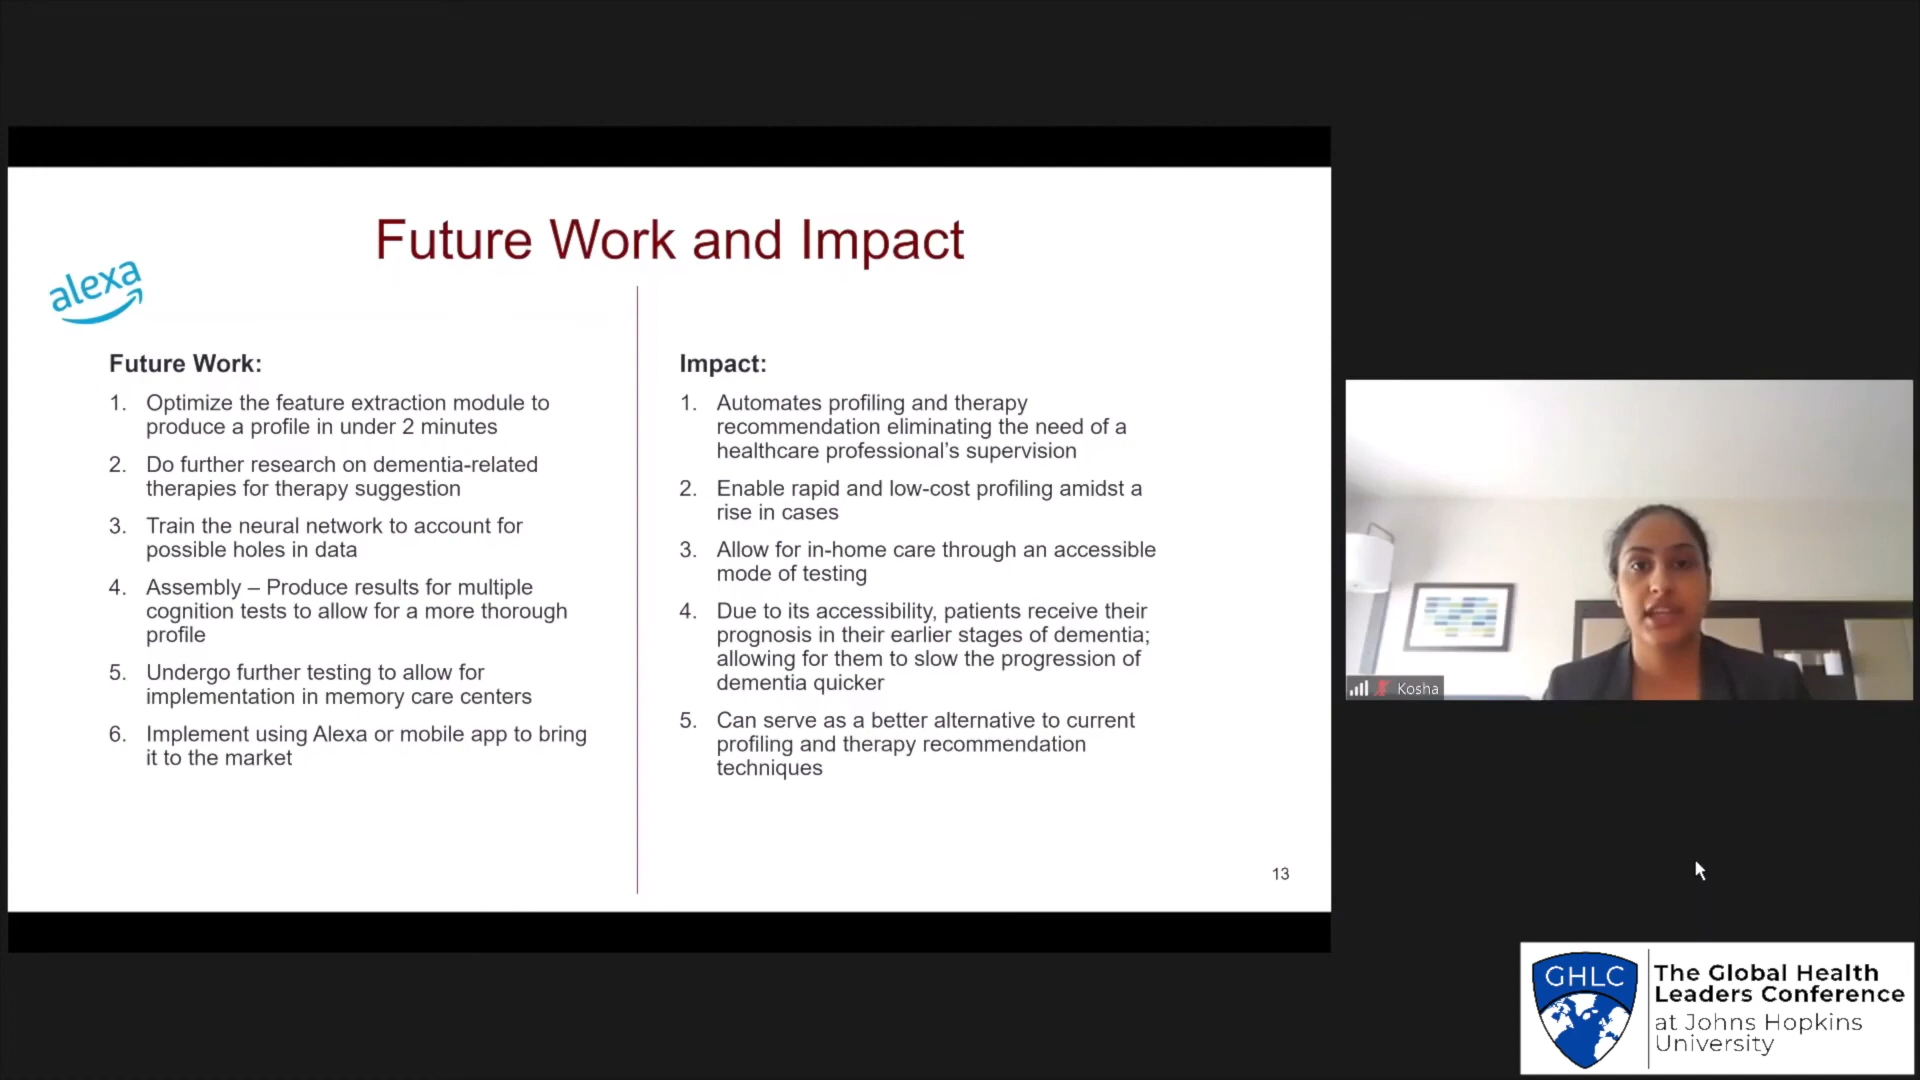 Future Work and Impact
alexa
Future Work:
1. Optimize the feature extraction module to
produce a profile in under 2 minutes
2. Do further research on dementia-related
therapies for therapy suggestion
3. Train the neural network to account for
possible holes in data
4. Assembly – Produce results for multiple
cognition tests to allow for a more thorough
profile
5. Undergo further testing to allow for
implementation in memory care centers
6. Implement using Alexa or mobile app to bring
it to the market
Impact:
1. Automates profiling and therapy
recommendation eliminating the need of a
healthcare professional’s supervision
2. Enable rapid and low-cost profiling amidst a
rise in cases
3. Allow for in-home care through an accessible
mode of testing
4. Due to its accessibility, patients receive their
prognosis in their earlier stages of dementia;
allowing for them to slow the progression of
dementia quicker
5. Can serve as a better alternative to current
profiling and therapy recommendation
techniques
13
Kosha
GHLC
The Global Health
Leaders Conference
at Johns Hopkins
University